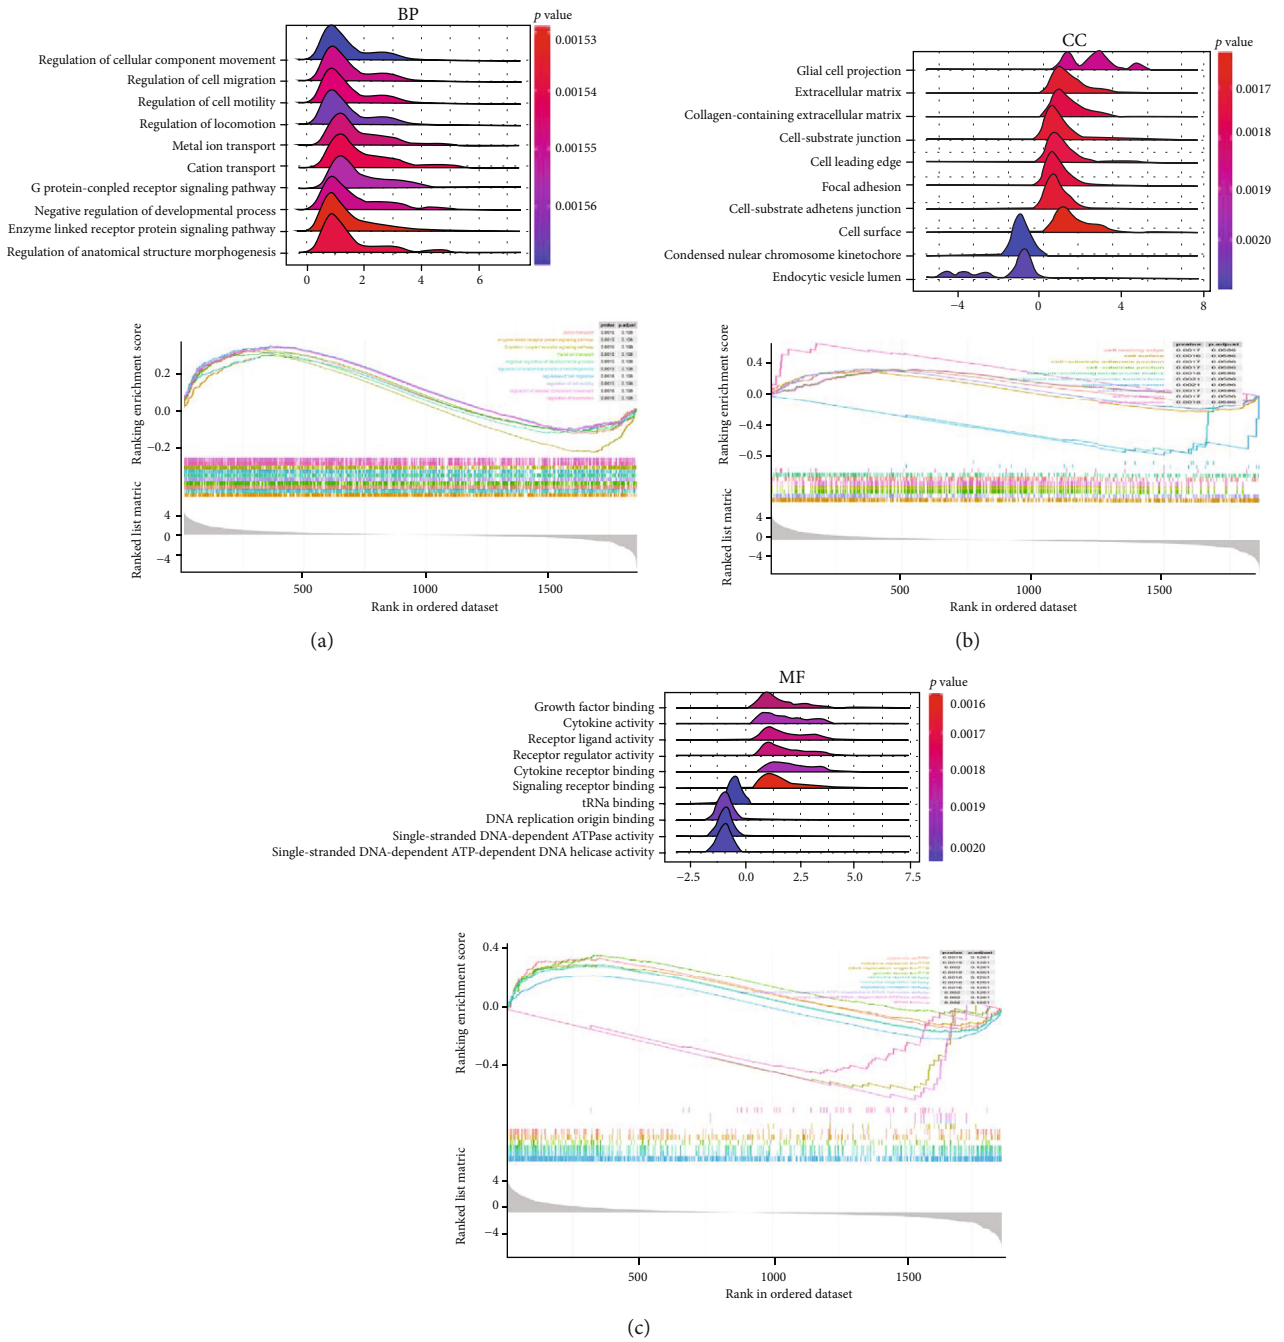 BP
p value
Regulation of cellular component movement
Regulation of cell migration
Regulation of cell motility
Regulation of locomotion
Metal ion transport
Cation transport
G protein-conpled receptor signaling pathway
Negative regulation of developmental process
Enzyme linked receptor protein signaling pathway
Regulation of anatomical structure morphogenesis
0.00153
0.00154
0.00155
0.00156
0 2 4 6
Ranking enrichment score
0.2
0.0
−0.2
Ranked list matric
4
0
−4
500 1000 1500
Rank in ordered dataset
(a)
CC
p value
Glial cell projection
Extracellular matrix
Collagen-containing extracellular matrix
Cell-substrate junction
Cell leading edge
Focal adhesion
Cell-substrate adhetens junction
Cell surface
Condensed nulear chromosome kinetochore
Endocytic vesicle lumen
0.0017
0.0018
0.0019
0.0020
−4 0 4 8
Ranking enrichment score
0.4
0.0
−0.4
−0.5
Ranked list matric
4
0
−4
500 1000 1500
Rank in ordered dataset
(b)
MF
p value
Growth factor binding
Cytokine activity
Receptor ligand activity
Receptor regulator activity
Cytokine receptor binding
Signaling receptor binding
tRNa binding
DNA replication origin binding
Single-stranded DNA-dependent ATPase activity
Single-stranded DNA-dependent ATP-dependent DNA helicase activity
0.0016
0.0017
0.0018
0.0019
0.0020
−2.5 0.0 2.5 5.0 7.5
Ranking enrichment score
0.4
0.0
−0.4
Ranked list matric
4
0
−4
500 1000 1500
Rank in ordered dataset
(c)